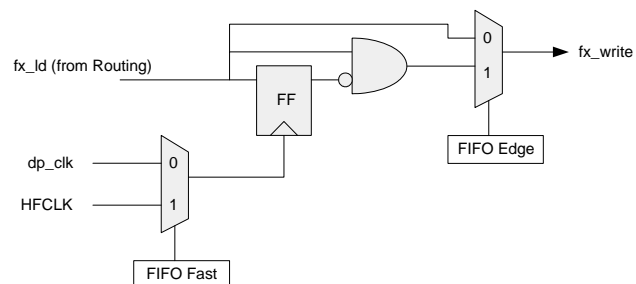 0
fx_ld (from Routing)
fx_write
1
FF
dp_clk
0
FIFO Edge
HFCLK
1
FIFO Fast